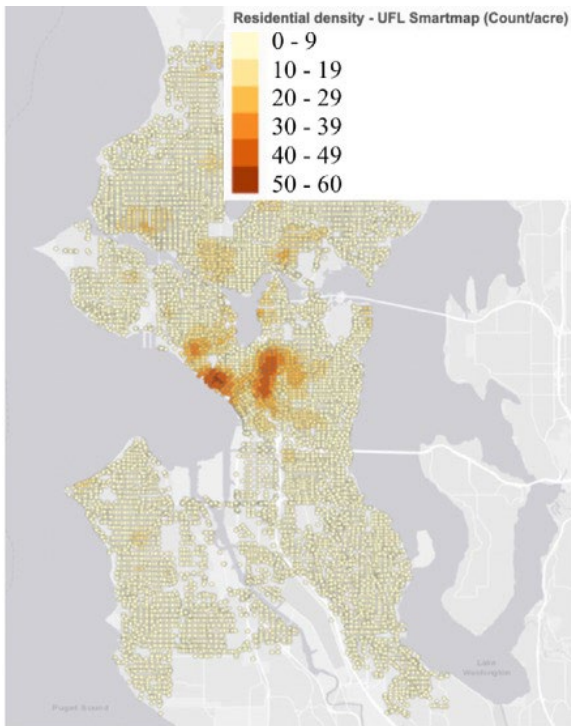 Residential density - UFL Smartmap (Count/acre)
0 - 9
10 - 19
20 - 29
30 - 39
40 - 49
50 - 60
Lake
Washington
Puget Sound